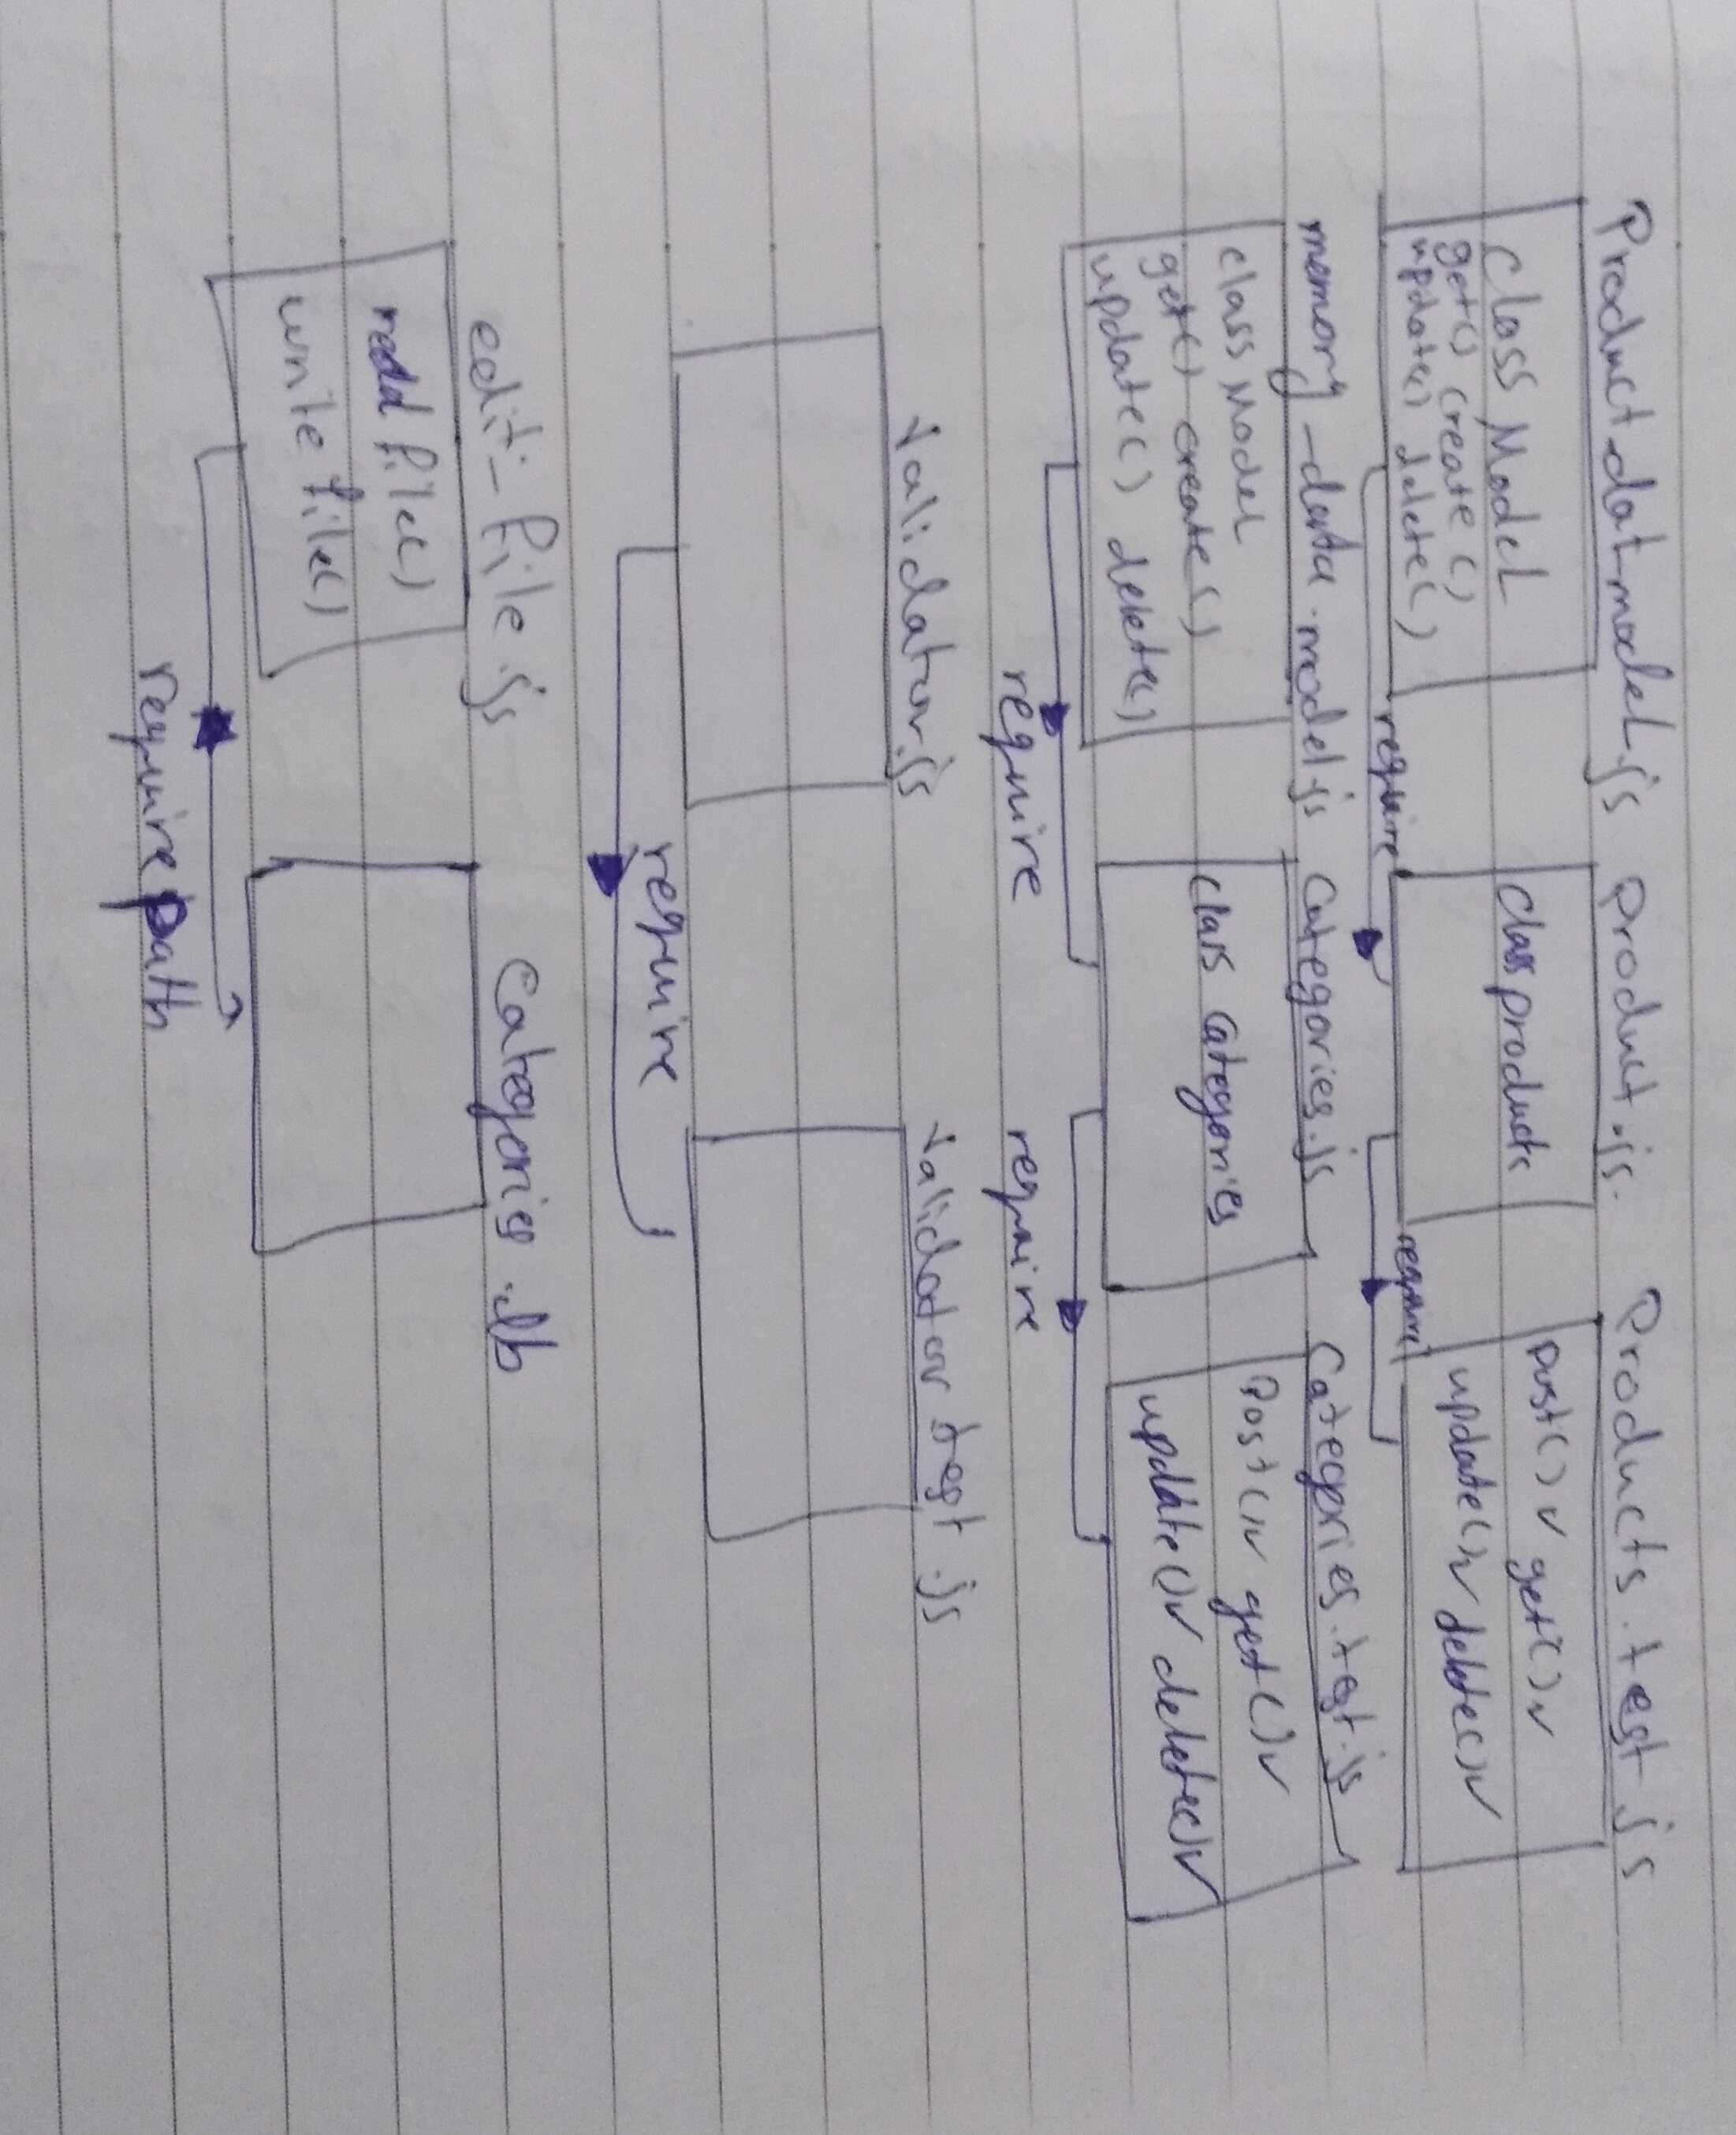 Productdatmodel.js
Product.js.
Products.test.js
Class Model
get() create()
update() delete()
class products
post() v get() v
update() v delete() v
require
require
memory-data.model.js
Categories.js
Categories.test.js
class Model
get() create()
update() delete()
class categories
Post() v get() v
update() v delete() v
require
require
Validator.js
Validator test.js
require
edit-file.js
Categories.db
read file()
write file()
require path